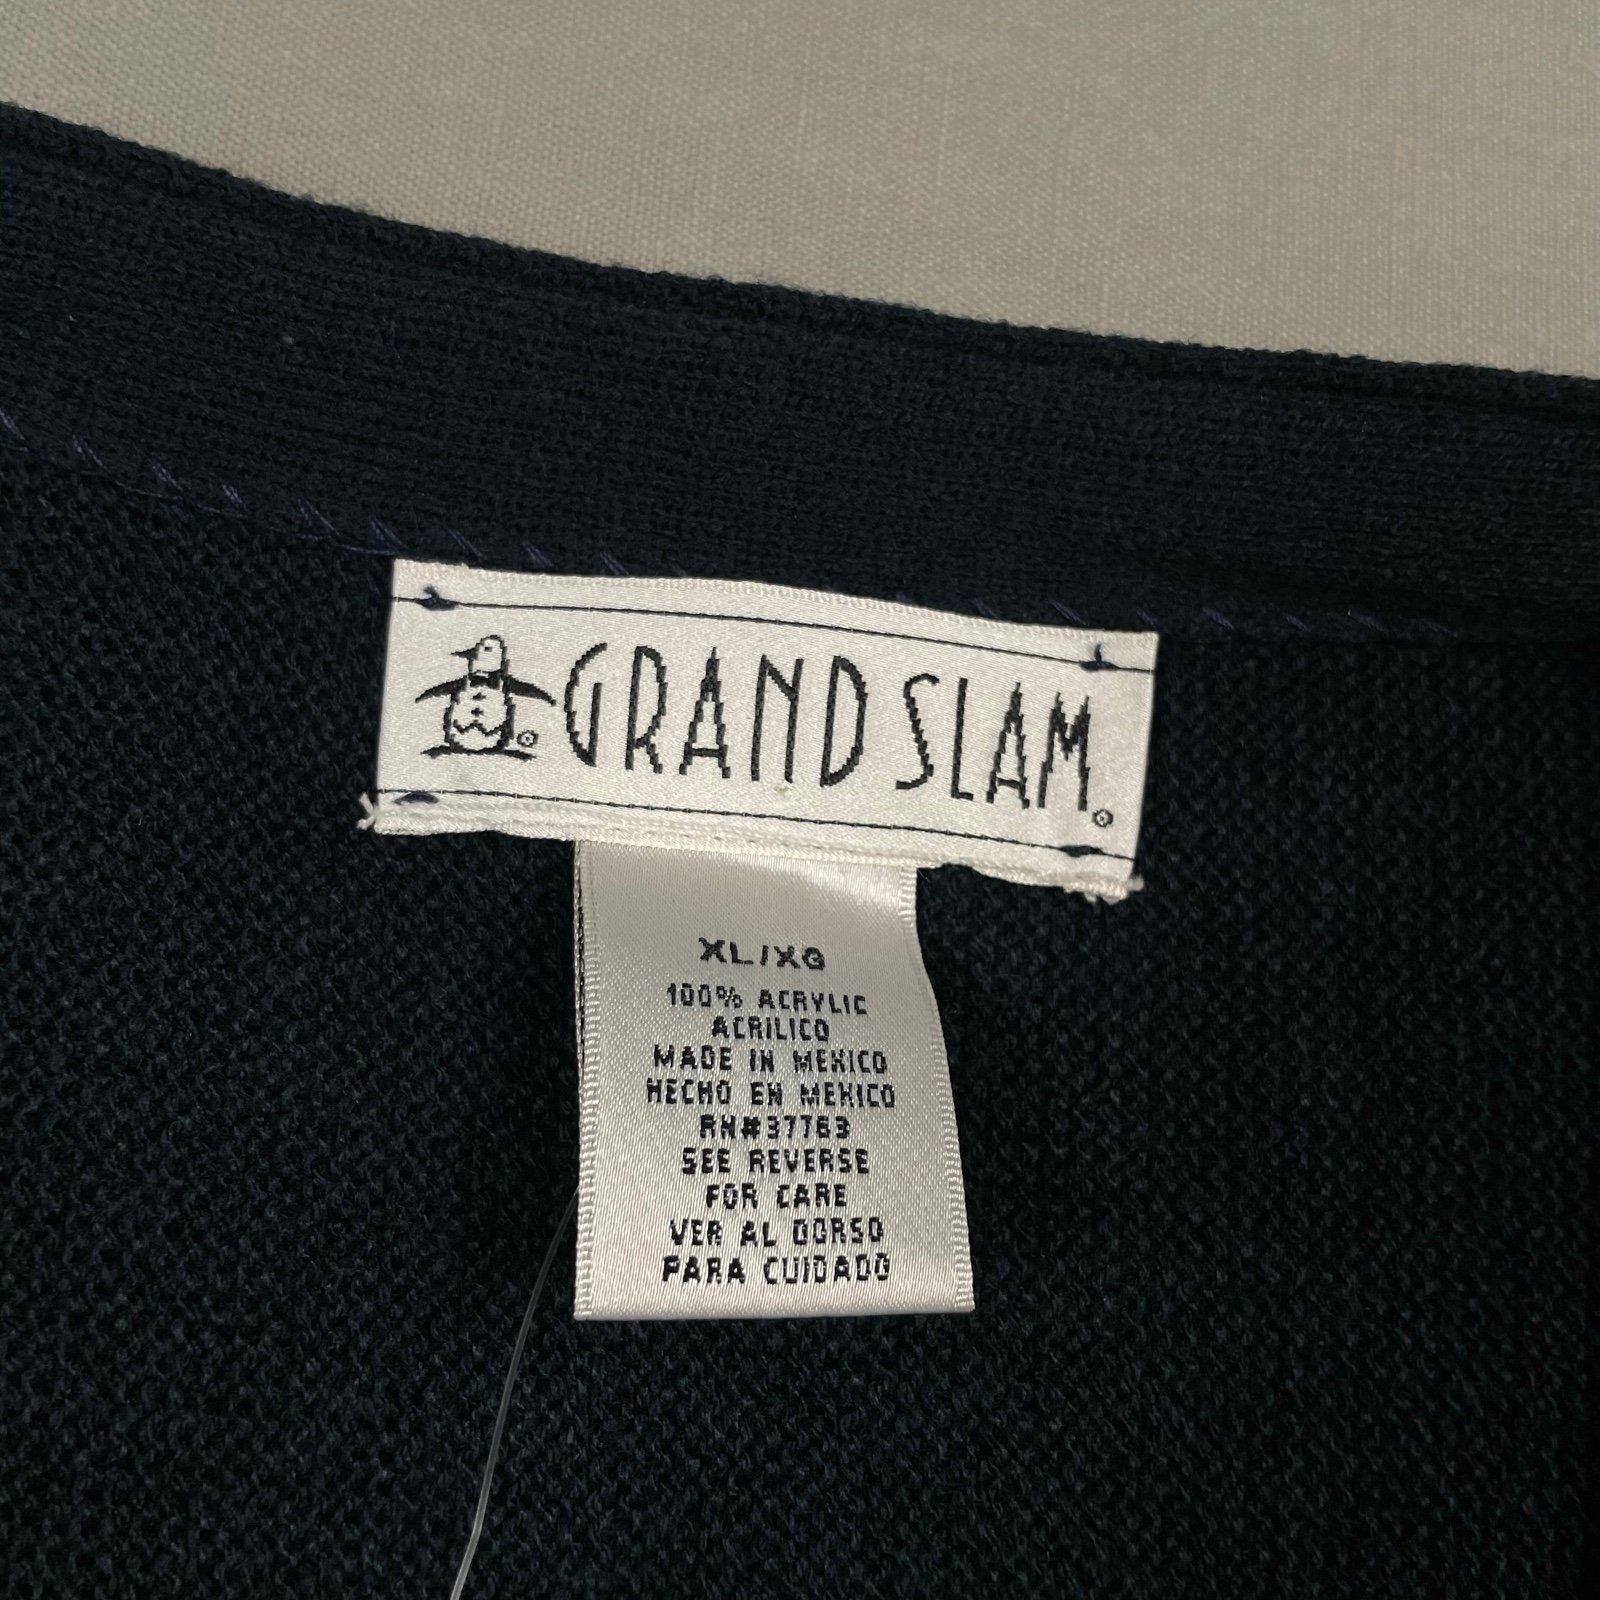 GRAND SLAM®
XL/XG
100% ACRYLIC
ACRILICO
MADE IN MEXICO
HECHO EN MEXICO
RN#37763
SEE REVERSE
FOR CARE
VER AL DORSO
PARA CUIDADO